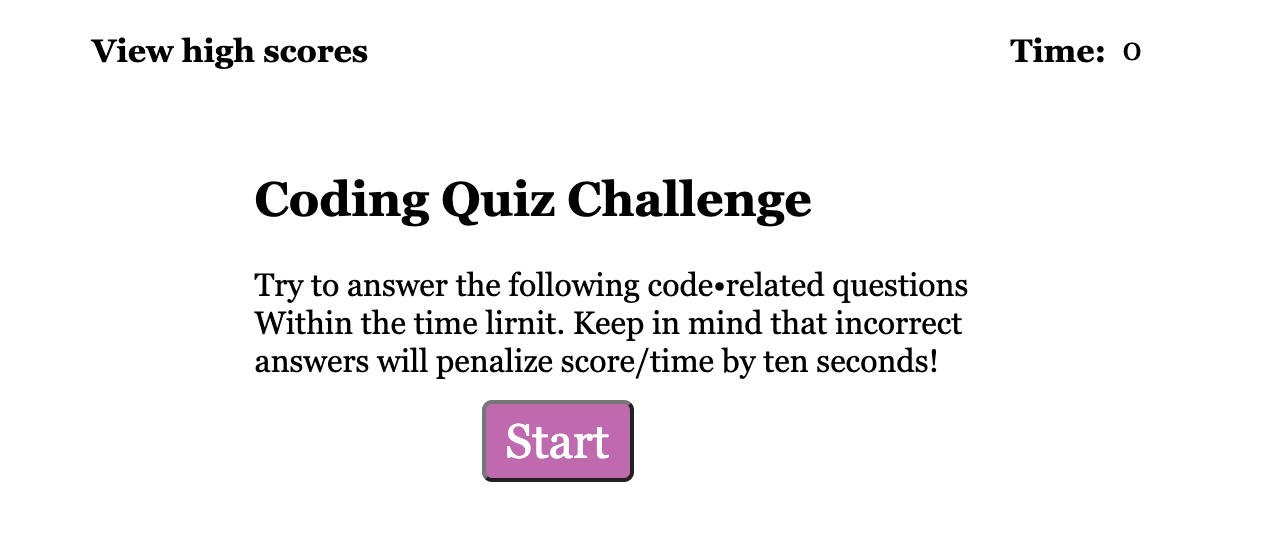 View high scores
Time: 0
Coding Quiz Challenge
Try to answer the following code•related questions
Within the time lirnit. Keep in mind that incorrect
answers will penalize score/time by ten seconds!
Start